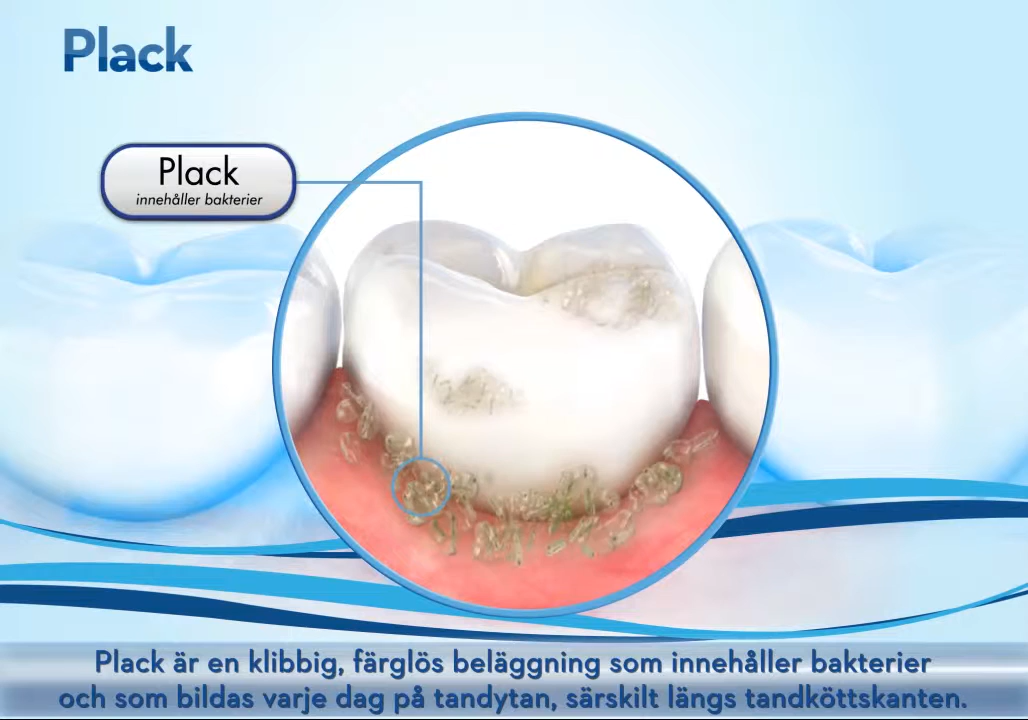 Plack
Plack
innehåller bakterier
Plack är en klibbig, färglös beläggning som innehåller bakterier
och som bildas varje dag på tandytan, särskilt längs tandköttskanten.